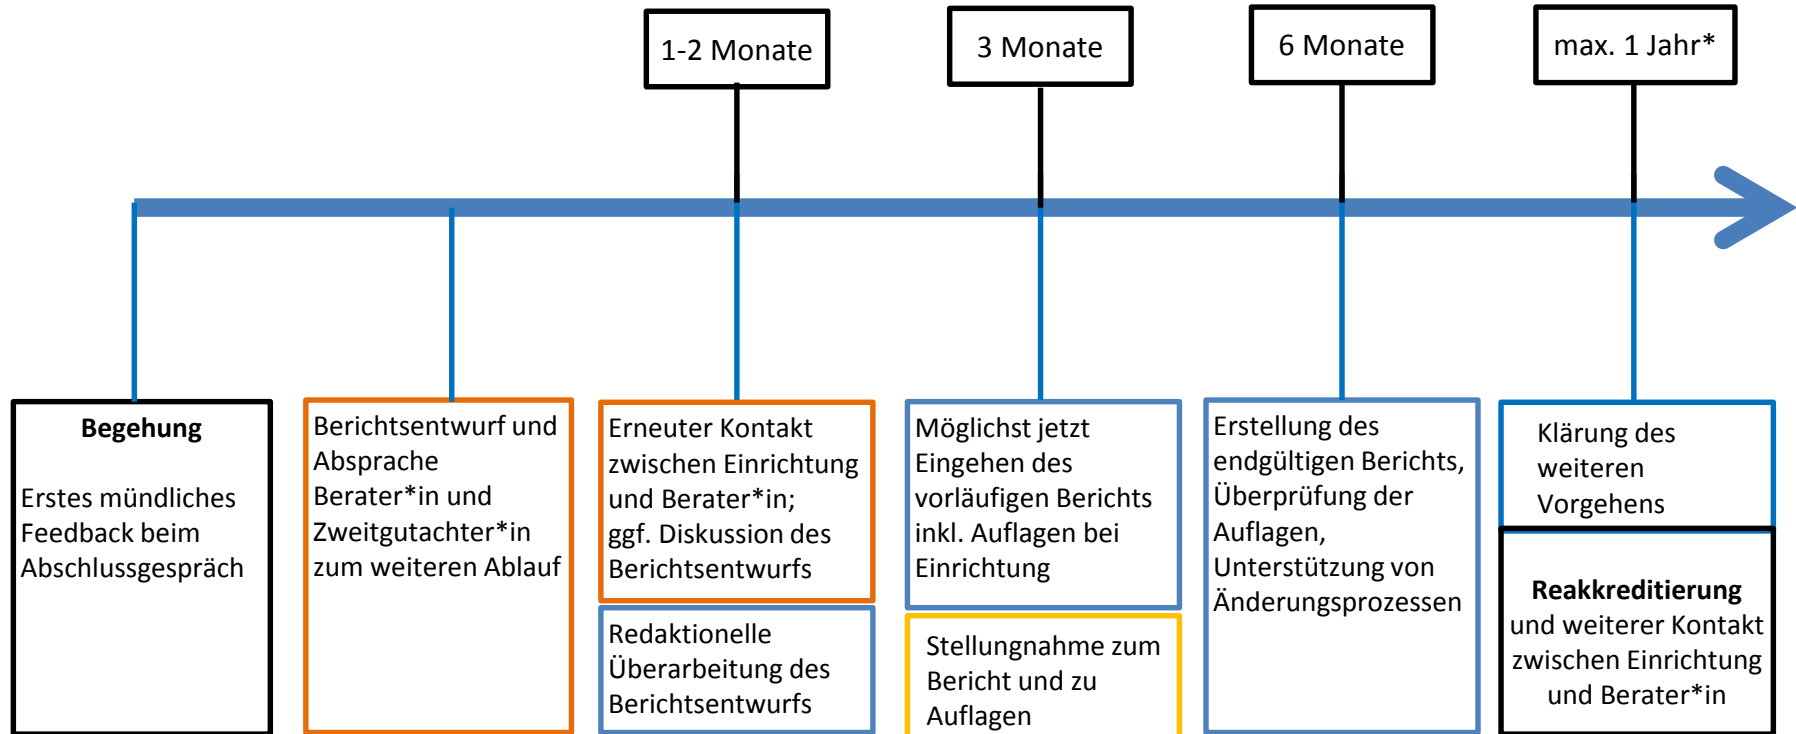 1-2 Monate
3 Monate
6 Monate
max. 1 Jahr*
Begehung
Erstes mündliches
Feedback beim
Abschlussgespräch
Berichtsentwurf und
Absprache
Berater*in und
Zweitgutachter*in
zum weiteren Ablauf
Erneuter Kontakt
zwischen Einrichtung
und Berater*in;
ggf. Diskussion des
Berichtsentwurfs
Redaktionelle
Überarbeitung des
Berichtsentwurfs
Möglichst jetzt
Eingehen des
vorläufigen Berichts
inkl. Auflagen bei
Einrichtung
Stellungnahme zum
Bericht und zu
Auflagen
Erstellung des
endgültigen Berichts,
Überprüfung der
Auflagen,
Unterstützung von
Änderungsprozessen
Klärung des
weiteren
Vorgehens
Reakkreditierung
und weiterer Kontakt
zwischen Einrichtung
und Berater*in